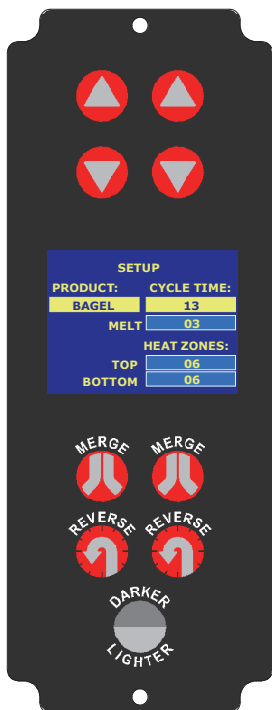 SETUP
PRODUCT: CYCLE TIME:
BAGEL 13
MELT 03
HEAT ZONES:
TOP 06
BOTTOM 06
MERGE MERGE
REVERSE REVERSE
DARKER
LIGHTER